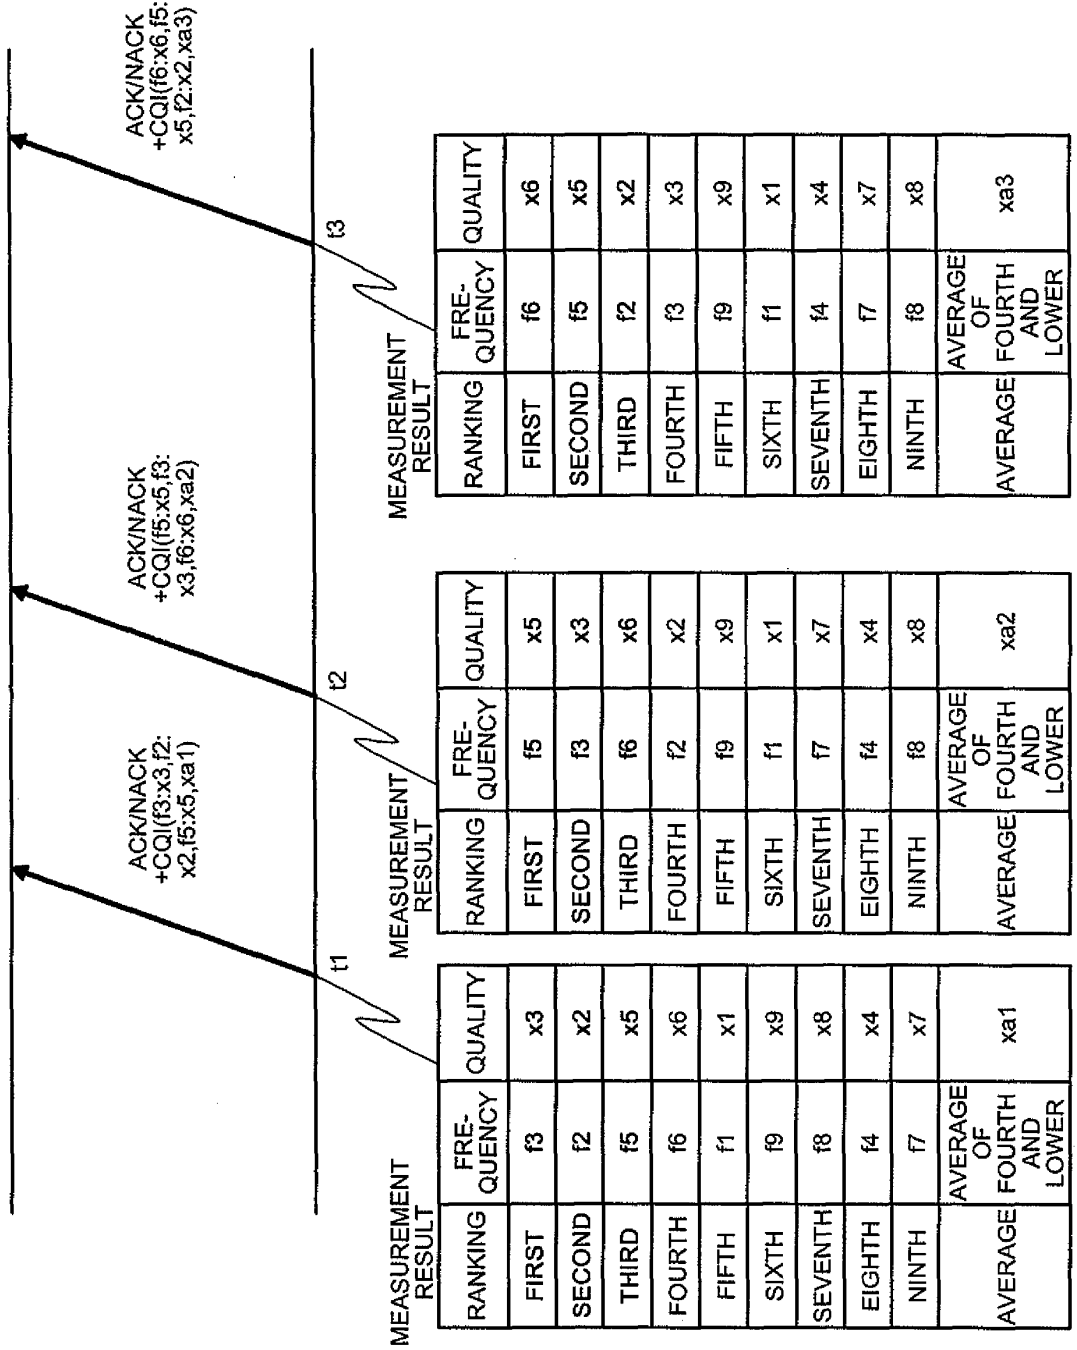 ACK/NACK
+CQI(f3:x3,f2:
x2,f5:x5,xa1)
ACK/NACK
+CQI(f5:x5,f3:
x3,f6:x6,xa2)
ACK/NACK
+CQI(f6:x6,f5:
x5,f2:x2,xa3)
t1
t2
t3
MEASUREMENT
RESULT
RANKING FRE-
QUENCY QUALITY
FIRST f3 x3
SECOND f2 x2
THIRD f5 x5
FOURTH f6 x6
FIFTH f1 x1
SIXTH f9 x9
SEVENTH f8 x8
EIGHTH f4 x4
NINTH f7 x7
AVERAGE AVERAGE
OF
FOURTH
AND
LOWER xa1
MEASUREMENT
RESULT
RANKING FRE-
QUENCY QUALITY
FIRST f5 x5
SECOND f3 x3
THIRD f6 x6
FOURTH f2 x2
FIFTH f9 x9
SIXTH f1 x1
SEVENTH f7 x7
EIGHTH f4 x4
NINTH f8 x8
AVERAGE AVERAGE
OF
FOURTH
AND
LOWER xa2
MEASUREMENT
RESULT
RANKING FRE-
QUENCY QUALITY
FIRST f6 x6
SECOND f5 x5
THIRD f2 x2
FOURTH f3 x3
FIFTH f9 x9
SIXTH f1 x1
SEVENTH f4 x4
EIGHTH f7 x7
NINTH f8 x8
AVERAGE AVERAGE
OF
FOURTH
AND
LOWER xa3